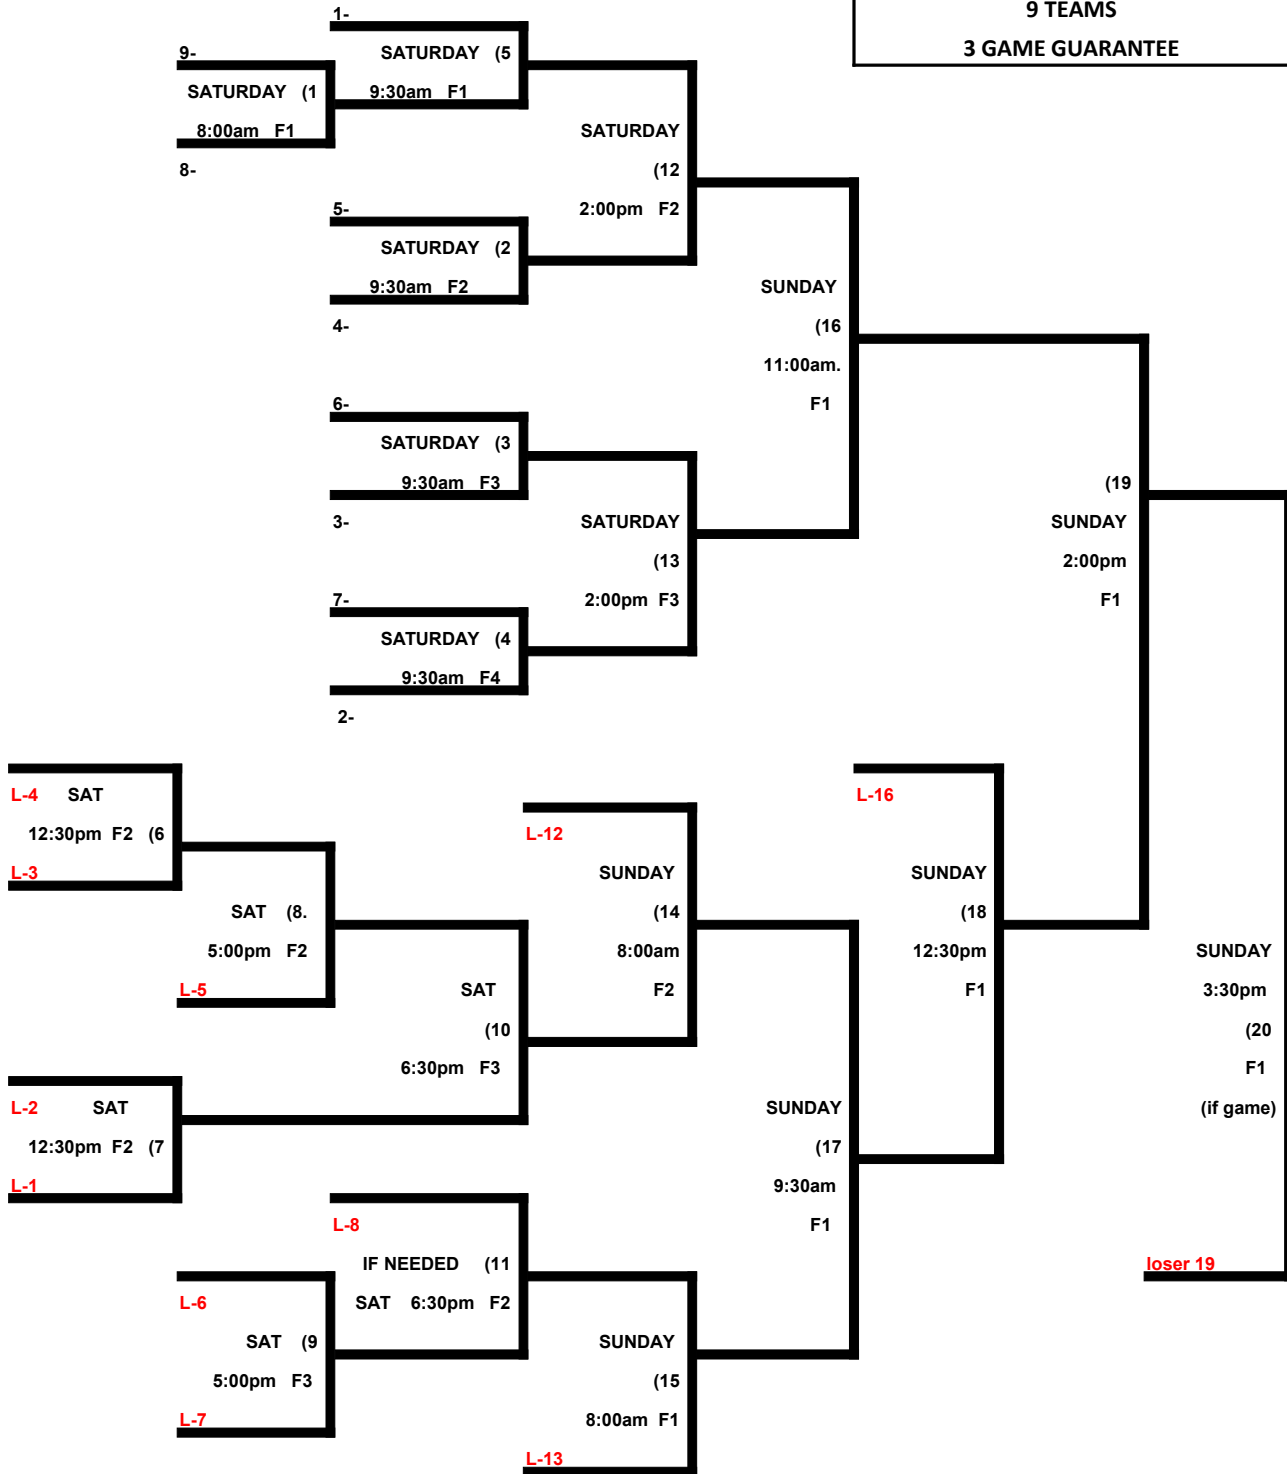 9 TEAMS
3 GAME GUARANTEE
1-
SATURDAY (5
9:30am F1
9-
SATURDAY (1
8:00am F1
8-
SATURDAY
(12
2:00pm F2
5-
SATURDAY (2
9:30am F2
4-
SUNDAY
(16
11:00am.
F1
6-
SATURDAY (3
9:30am F3
3-
SATURDAY
(13
2:00pm F3
7-
SATURDAY (4
9:30am F4
2-
(19
SUNDAY
2:00pm
F1
L-4 SAT
12:30pm F2 (6
L-3
SAT (8.
5:00pm F2
L-5
SAT
(10
6:30pm F3
L-2 SAT
12:30pm F2 (7
L-1
L-12
SUNDAY
(14
8:00am
F2
L-16
SUNDAY
(18
12:30pm
F1
SUNDAY
3:30pm
(20
F1
(if game)
SUNDAY
(17
9:30am
F1
L-8
IF NEEDED (11
SAT 6:30pm F2
L-6
SAT (9
5:00pm F3
L-7
SUNDAY
(15
8:00am F1
L-13
loser 19